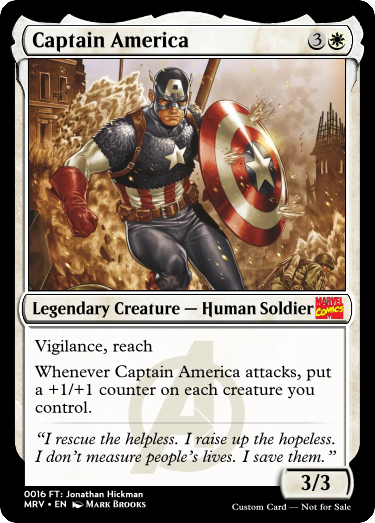 Captain America 3
Legendary Creature — Human Soldier MARVEL COMICS
Vigilance, reach
Whenever Captain America attacks, put
a +1/+1 counter on each creature you
control.
“I rescue the helpless. I raise up the hopeless.
I don’t measure people’s lives. I save them.”
3/3
0016 FT: Jonathan Hickman
MRV • EN Mark Brooks
Custom Card — Not for Sale